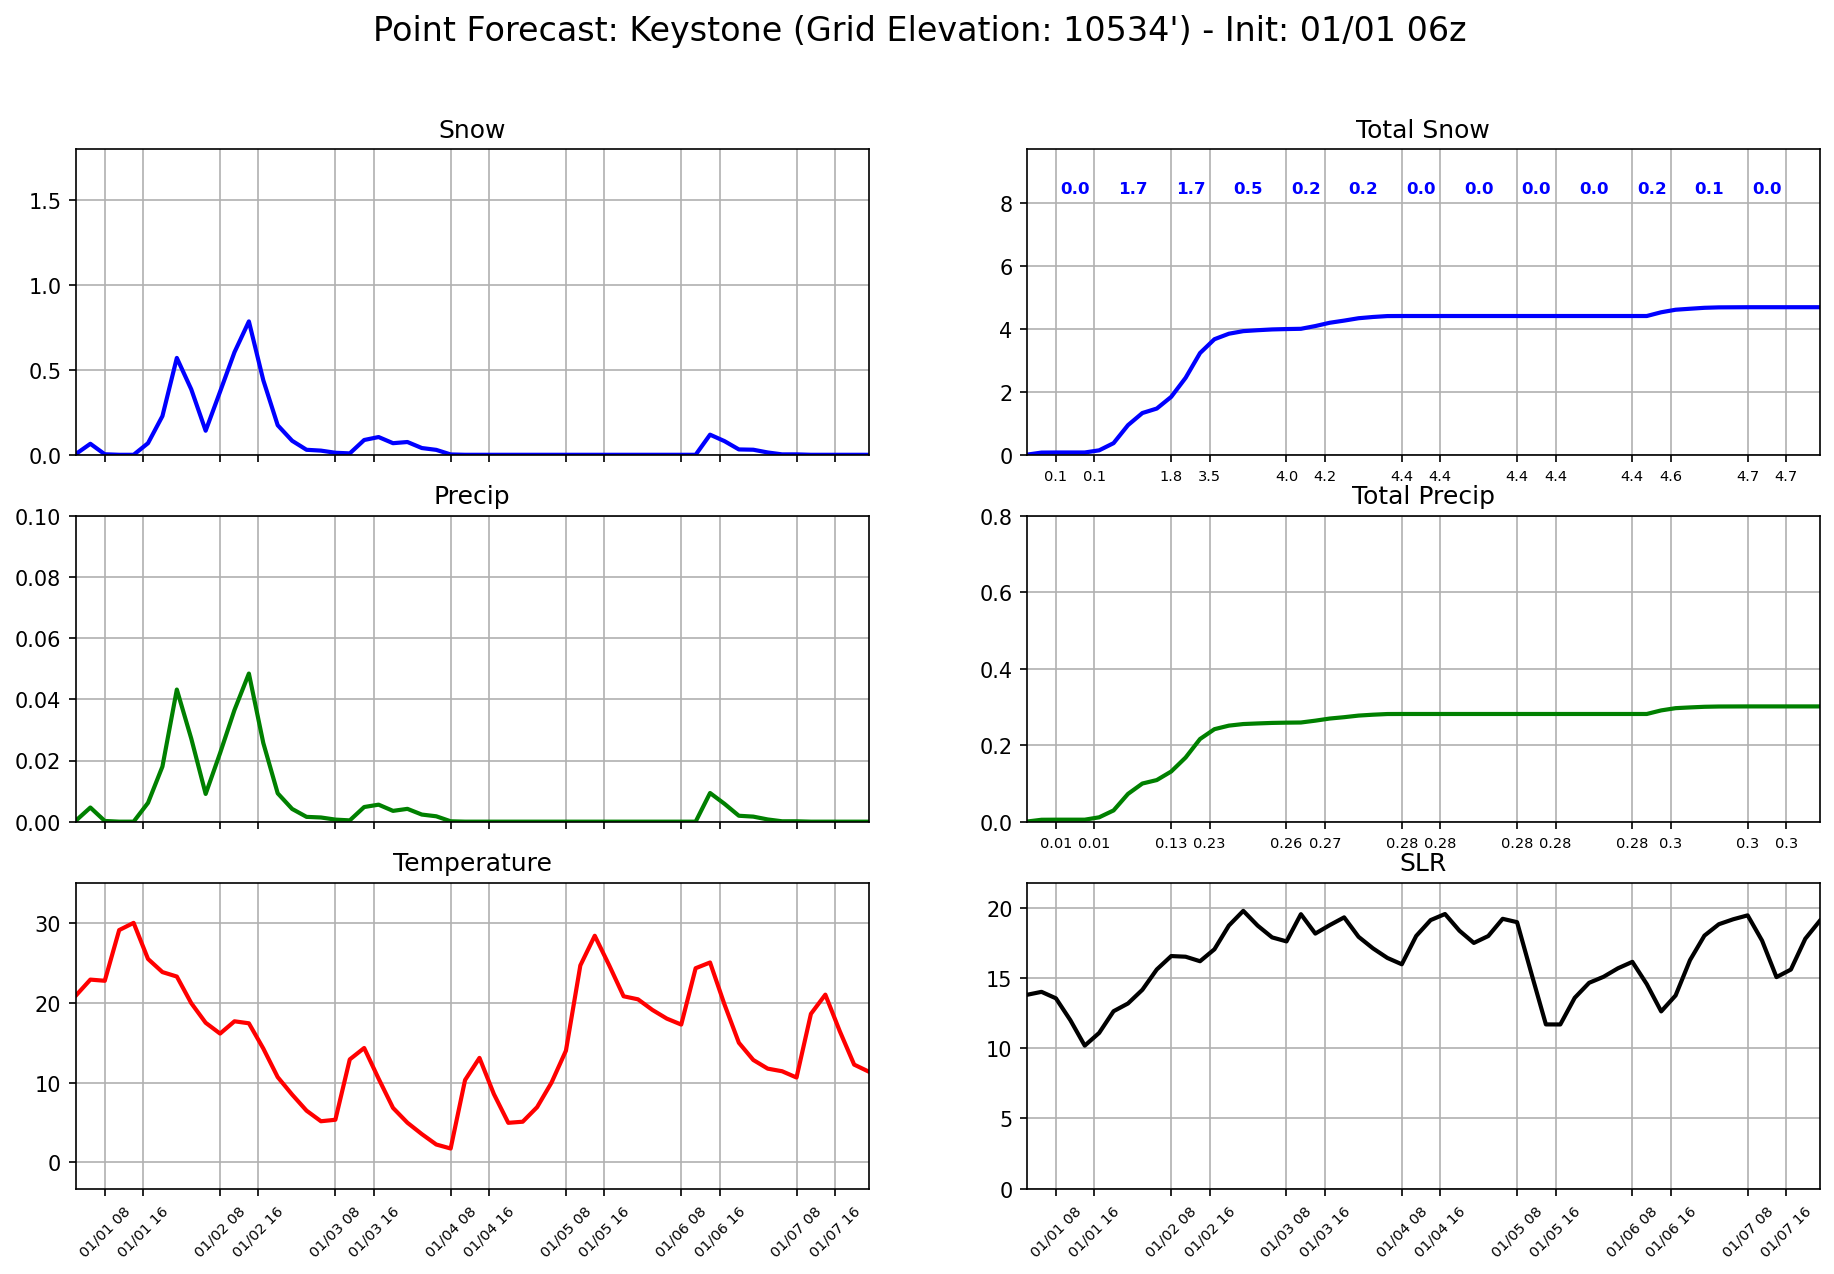 Point Forecast: Keystone (Grid Elevation: 10534') - Init: 01/01 06z
Snow
1.5
1.0
0.5
0.0
Total Snow
0.0 1.7 1.7 0.5 0.2 0.2 0.0 0.0 0.0 0.0 0.2 0.1 0.0
8
6
4
2
0
0.1 0.1 1.8 3.5 4.0 4.2 4.4 4.4 4.4 4.4 4.4 4.6 4.7 4.7
Precip
0.10
0.08
0.06
0.04
0.02
0.00
Total Precip
0.8
0.6
0.4
0.2
0.0
0.01 0.01 0.13 0.23 0.26 0.27 0.28 0.28 0.28 0.28 0.28 0.3 0.3 0.3
Temperature
30
20
10
0
01/01 08 01/01 16 01/02 08 01/02 16 01/03 08 01/03 16 01/04 08 01/04 16 01/05 08 01/05 16 01/06 08 01/06 16 01/07 08 01/07 16
SLR
20
15
10
5
0
01/01 08 01/01 16 01/02 08 01/02 16 01/03 08 01/03 16 01/04 08 01/04 16 01/05 08 01/05 16 01/06 08 01/06 16 01/07 08 01/07 16